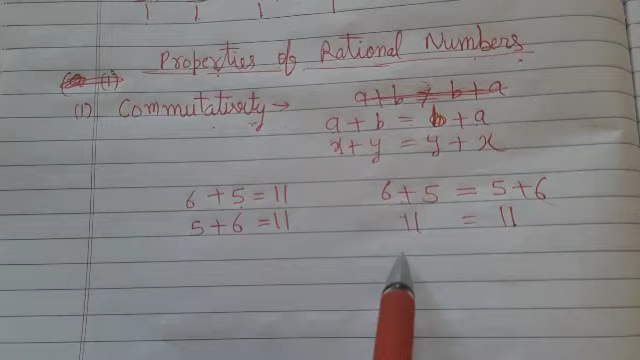 Properties of Rational Numbers
(1) Commutativity → a + b = b + a
x + y = y + x
6 + 5 = 11 6 + 5 = 5 + 6
5 + 6 = 11 11 = 11